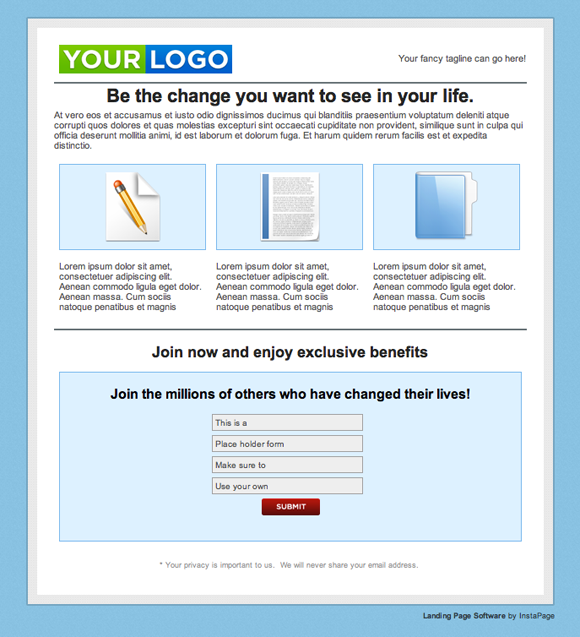 YOUR LOGO
Your fancy tagline can go here!
Be the change you want to see in your life.
At vero eos et accusamus et iusto odio dignissimos ducimus qui blanditiis praesentium voluptatum deleniti atque
corrupti quos dolores et quas molestias excepturi sint occaecati cupiditate non provident, similique sunt in culpa qui
officia deserunt mollitia animi, id est laborum et dolorum fuga. Et harum quidem rerum facilis est et expedita
distinctio.
Lorem ipsum dolor sit amet,
consectetuer adipiscing elit.
Aenean commodo ligula eget dolor.
Aenean massa. Cum sociis
natoque penatibus et magnis
Lorem ipsum dolor sit amet,
consectetuer adipiscing elit.
Aenean commodo ligula eget dolor.
Aenean massa. Cum sociis
natoque penatibus et magnis
Lorem ipsum dolor sit amet,
consectetuer adipiscing elit.
Aenean commodo ligula eget dolor.
Aenean massa. Cum sociis
natoque penatibus et magnis
Join now and enjoy exclusive benefits
Join the millions of others who have changed their lives!
This is a
Place holder form
Make sure to
Use your own
SUBMIT
* Your privacy is important to us. We will never share your email address.
Landing Page Software by InstaPage